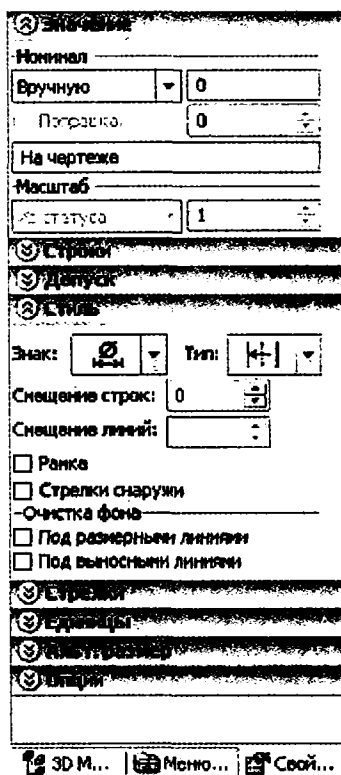 Значение
Номинал
Вручную 0
Поправка: 0
На чертеже
Масштаб
Из статуса 1
Строки
Допуск
Стиль
Знак: Ø Тип:
Смещение строк: 0
Смещение линий:
Рамка
Стрелки снаружи
Очистка фона
Под размерными линиями
Под выносными линиями
Стрелки
Единицы
Опции
3D М... Меню... Свой...